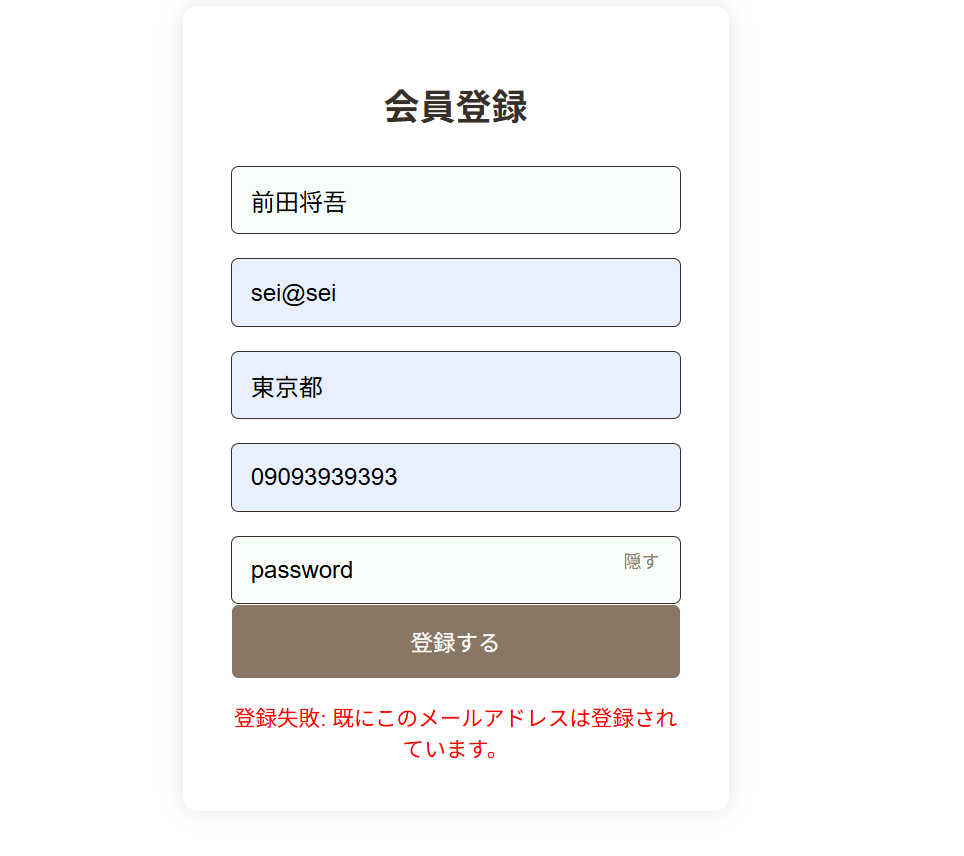 会員登録
前田将吾
sei@sei
東京都
09093939393
password
隠す
登録する
登録失敗: 既にこのメールアドレスは登録され
ています。